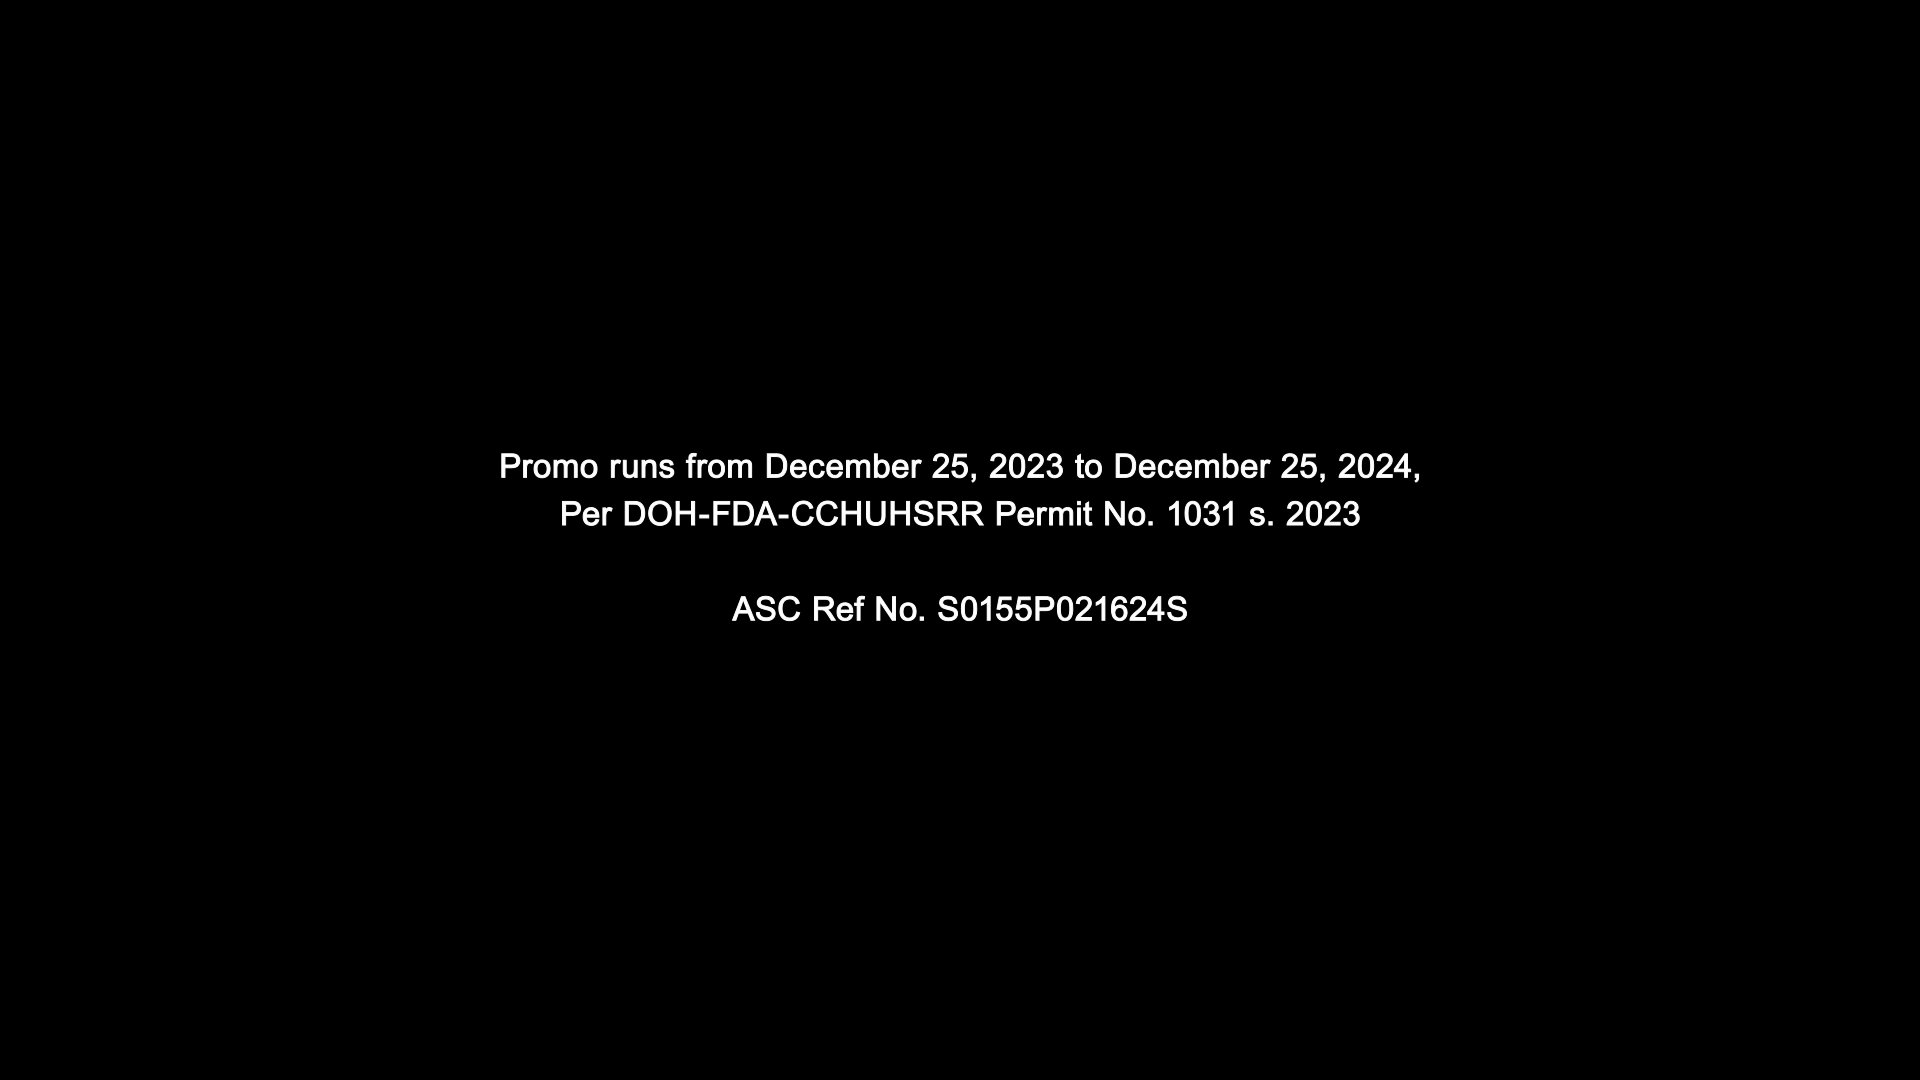 Promo runs from December 25, 2023 to December 25, 2024,
Per DOH-FDA-CCHUHSRR Permit No. 1031 s. 2023
ASC Ref No. S0155P021624S